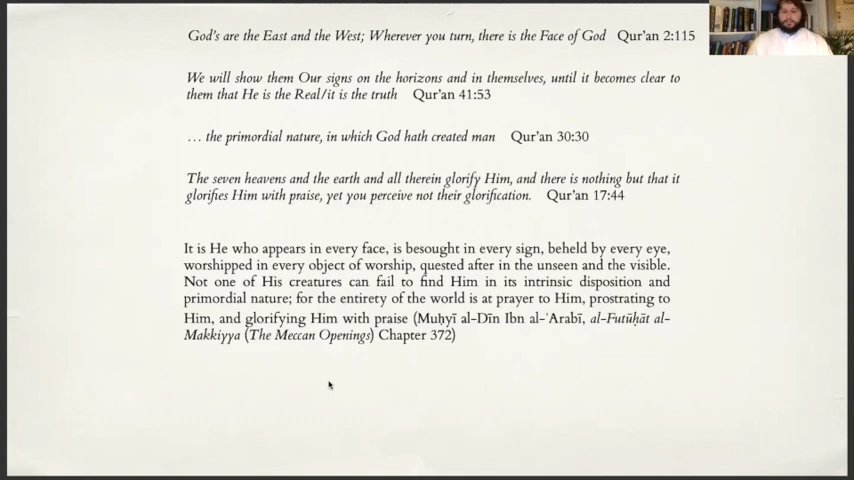 God's are the East and the West; Wherever you turn, there is the Face of God Qur'an 2:115
We will show them Our signs on the horizons and in themselves, until it becomes clear to
them that He is the Real/it is the truth Qur'an 41:53
… the primordial nature, in which God hath created man Qur'an 30:30
The seven heavens and the earth and all therein glorify Him, and there is nothing but that it
glorifies Him with praise, yet you perceive not their glorification. Qur'an 17:44
It is He who appears in every face, is besought in every sign, beheld by every eye,
worshipped in every object of worship, quested after in the unseen and the visible.
Not one of His creatures can fail to find Him in its intrinsic disposition and
primordial nature; for the entirety of the world is at prayer to Him, prostrating to
Him, and glorifying Him with praise (Muḥyī al-Dīn Ibn al-ʿArabī, al-Futūḥāt al-
Makkiyya (The Meccan Openings) Chapter 372)